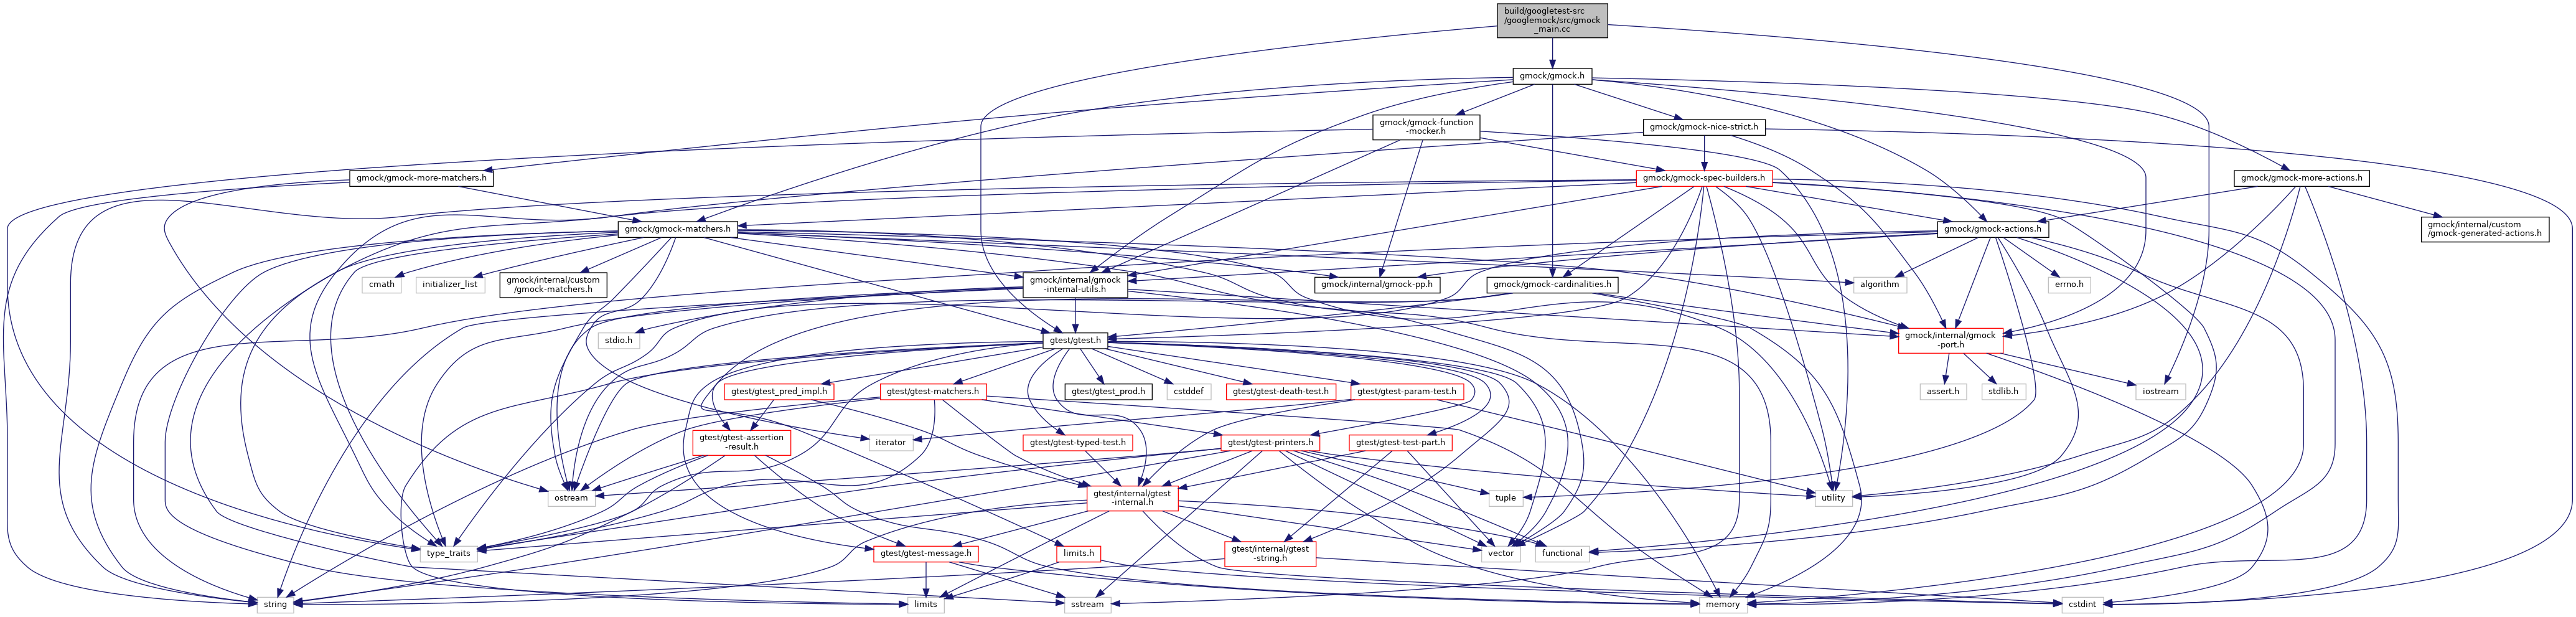 build/googletest-src
/googlemock/src/gmock
_main.cc
gmock/gmock.h
gmock/gmock-function
-mocker.h
gmock/gmock-nice-strict.h
gmock/gmock-more-matchers.h
gmock/gmock-spec-builders.h
gmock/gmock-more-actions.h
gmock/gmock-matchers.h
gmock/gmock-actions.h
gmock/internal/custom
/gmock-generated-actions.h
cmath
initializer_list
gmock/internal/custom
/gmock-matchers.h
gmock/internal/gmock
-internal-utils.h
gmock/internal/gmock-pp.h
gmock/gmock-cardinalities.h
algorithm
errno.h
stdio.h
gtest/gtest.h
gmock/internal/gmock
-port.h
gtest/gtest_pred_impl.h
gtest/gtest-matchers.h
gtest/gtest_prod.h
cstddef
gtest/gtest-death-test.h
gtest/gtest-param-test.h
assert.h
stdlib.h
iostream
gtest/gtest-assertion
-result.h
iterator
gtest/gtest-typed-test.h
gtest/gtest-printers.h
gtest/gtest-test-part.h
ostream
gtest/internal/gtest
-internal.h
tuple
utility
type_traits
gtest/gtest-message.h
limits.h
gtest/internal/gtest
-string.h
vector
functional
string
limits
sstream
memory
cstdint